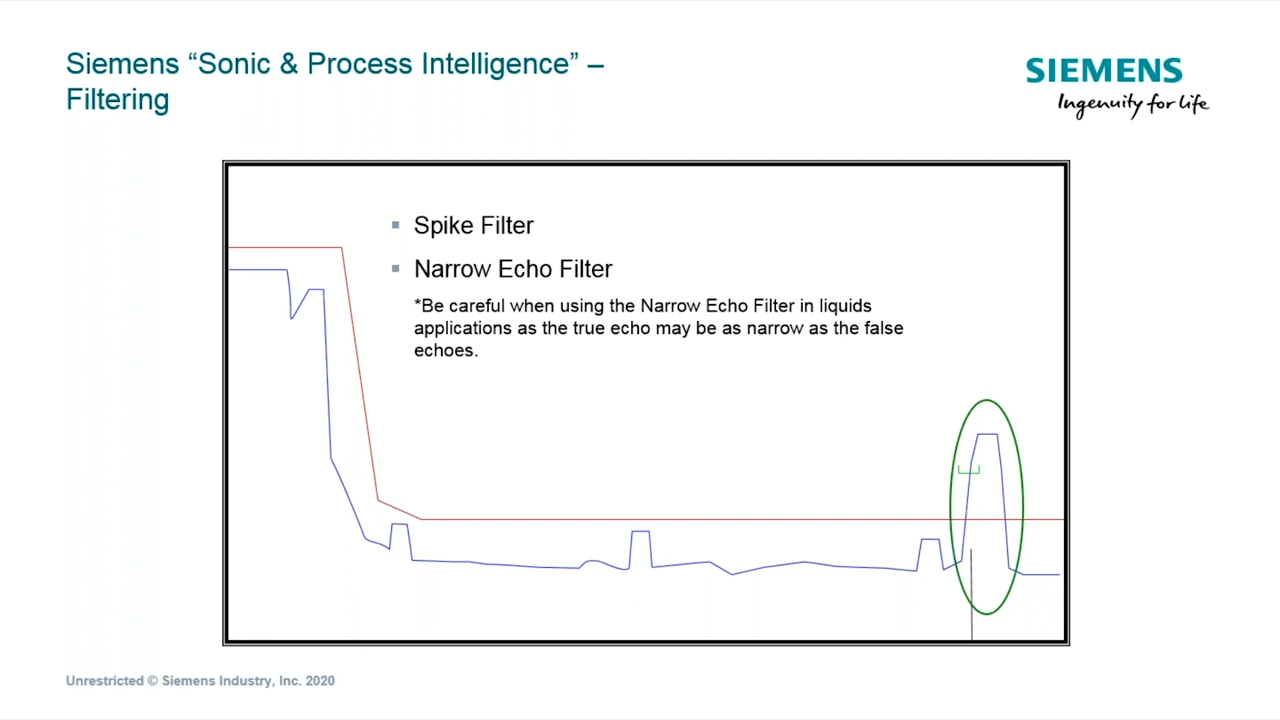 Siemens “Sonic & Process Intelligence” –
Filtering
SIEMENS
Ingenuity for life
▪ Spike Filter
▪ Narrow Echo Filter
*Be careful when using the Narrow Echo Filter in liquids
applications as the true echo may be as narrow as the false
echoes.
Unrestricted © Siemens Industry, Inc. 2020